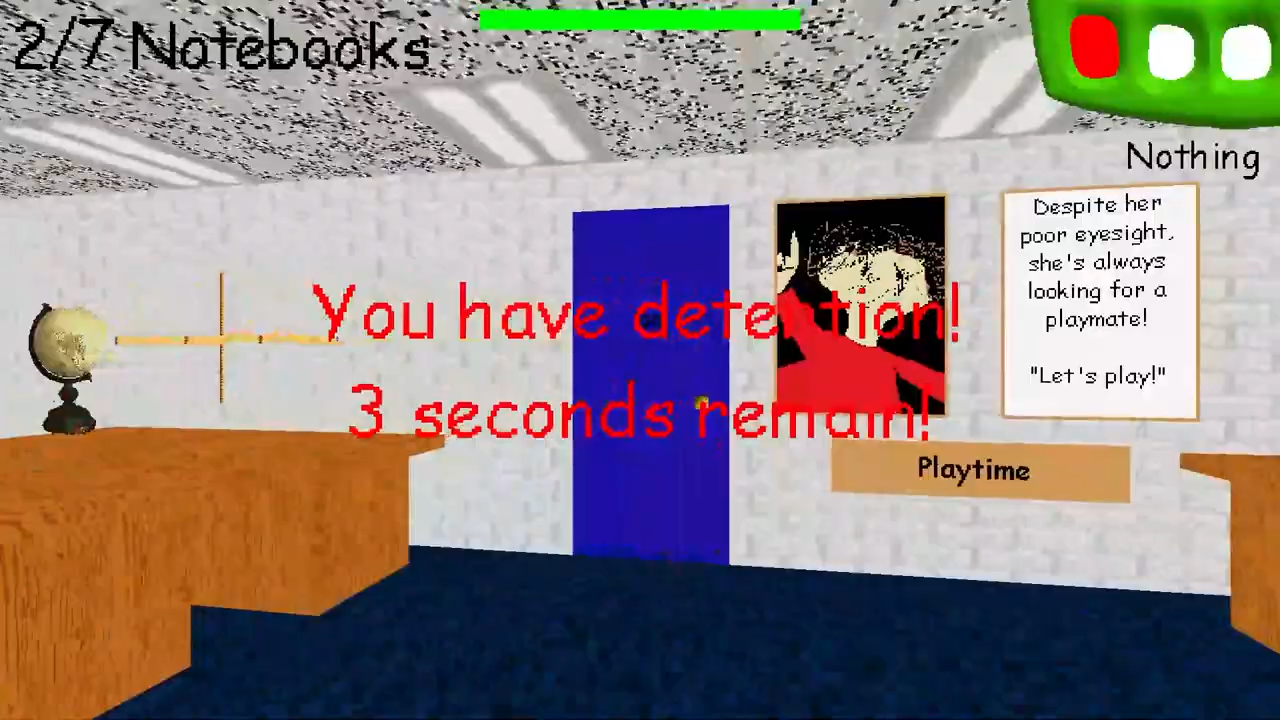 2/7 Notebooks
Nothing
You have detention!
3 seconds remain!
Despite her
poor eyesight,
she's always
looking for a
playmate!
"Let's play!"
Playtime